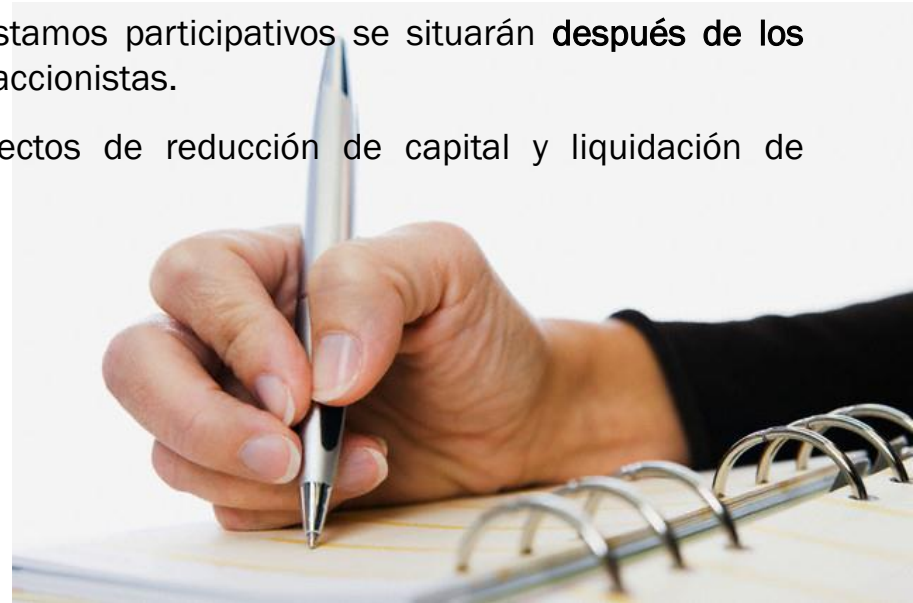 stamos participativos se situarán después de los
accionistas.
ectos de reducción de capital y liquidación de